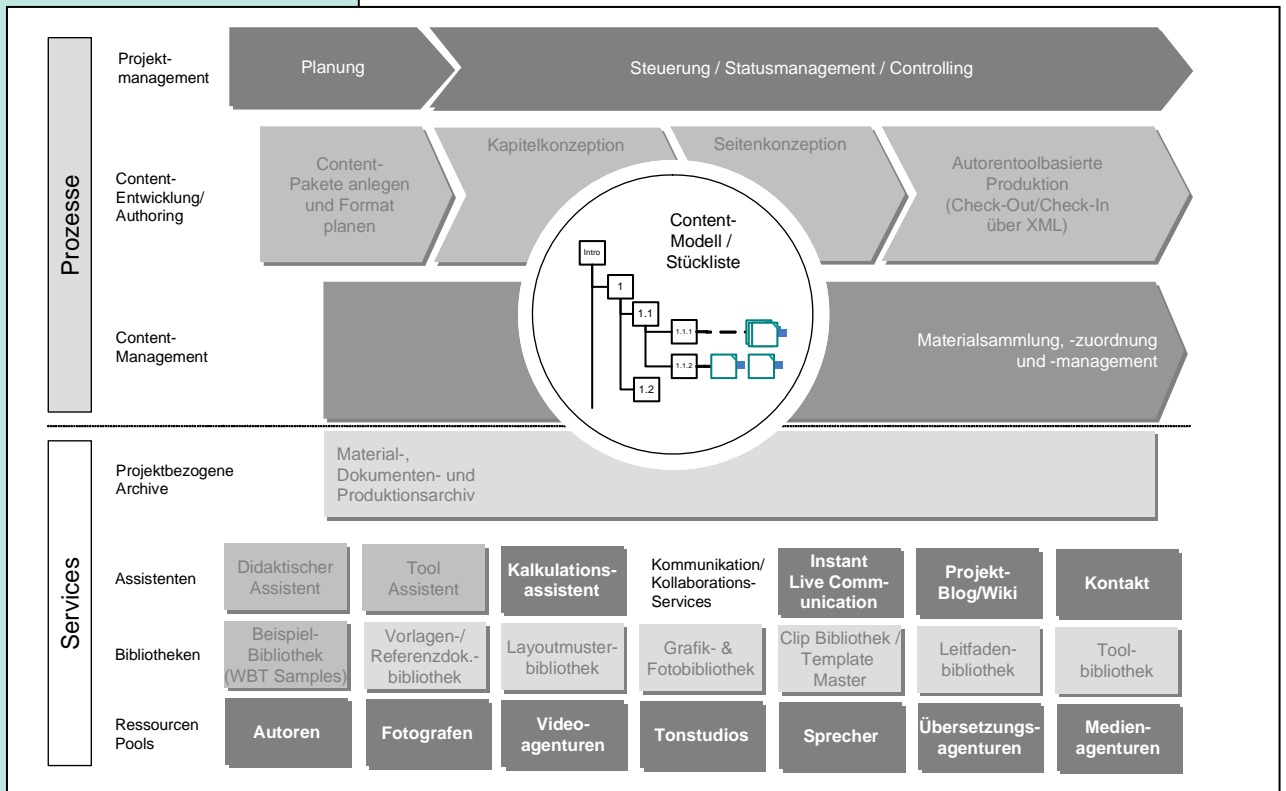 Prozesse
Projekt-
management
Planung
Steuerung / Statusmanagement / Controlling
Content-
Entwicklung/
Authoring
Content-
Pakete anlegen
und Format
planen
Kapitelkonzeption
Seitenkonzeption
Autorentoolbasierte
Produktion
(Check-Out/Check-In
über XML)
Content-
Modell /
Stückliste
Intro
1
1.1
1.1.1
1.1.2
1.2
Content-
Management
Materialsammlung, -zuordnung
und -management
Services
Projektbezogene
Archive
Material-,
Dokumenten- und
Produktionsarchiv
Assistenten
Didaktischer
Assistent
Tool
Assistent
Kalkulations-
assistent
Kommunikation/
Kollaborations-
Services
Instant
Live Comm-
unication
Projekt-
Blog/Wiki
Kontakt
Bibliotheken
Beispiel-
Bibliothek
(WBT Samples)
Vorlagen-/
Referenzdok.-
bibliothek
Layoutmuster-
bibliothek
Grafik- &
Fotobibliothek
Clip Bibliothek /
Template
Master
Leitfaden-
bibliothek
Tool-
bibliothek
Ressourcen
Pools
Autoren
Fotografen
Video-
agenturen
Tonstudios
Sprecher
Übersetzungs-
agenturen
Medien-
agenturen